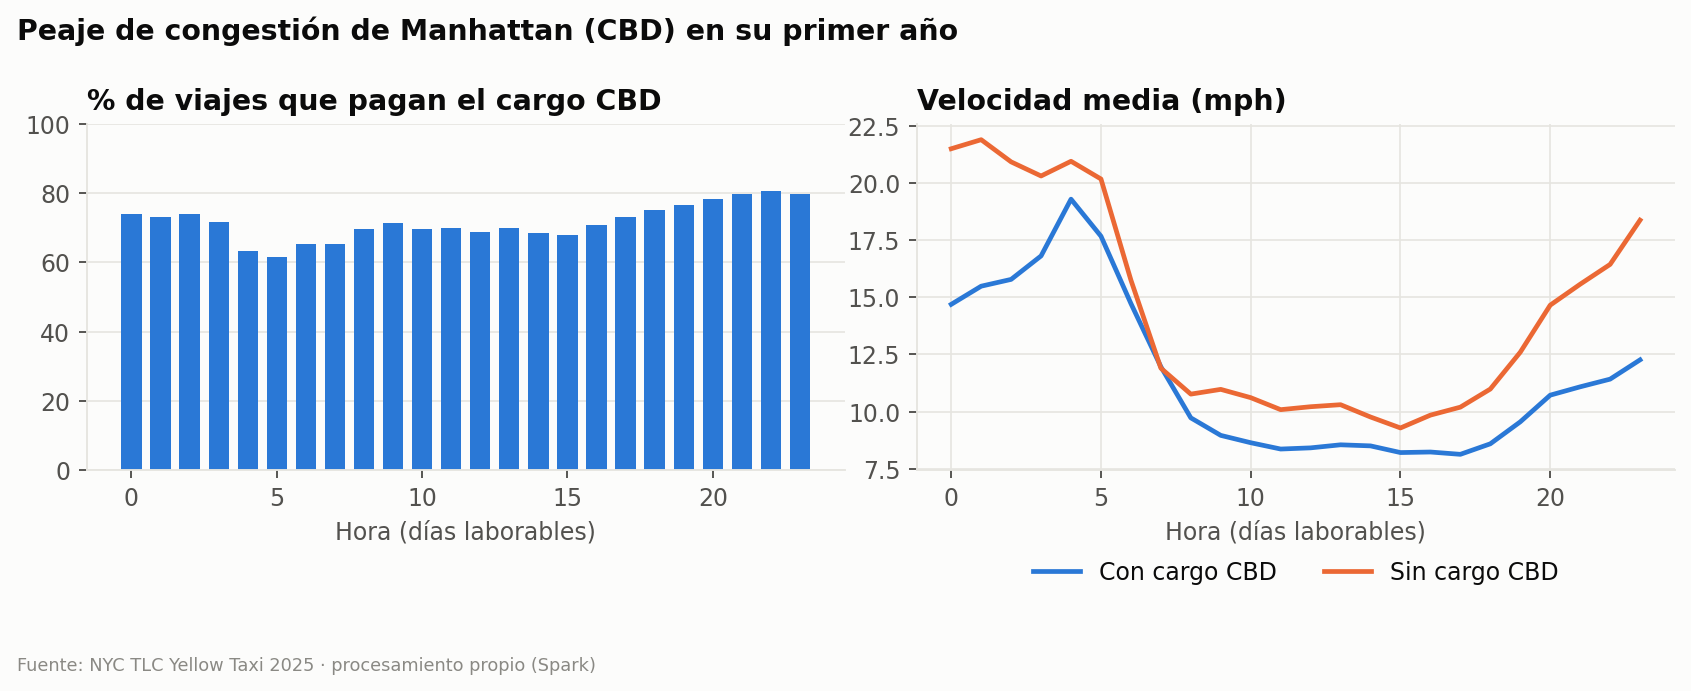 Peaje de congestión de Manhattan (CBD) en su primer año
% de viajes que pagan el cargo CBD
100
80
60
40
20
0
0 5 10 15 20
Hora (días laborables)
Velocidad media (mph)
22.5
20.0
17.5
15.0
12.5
10.0
7.5
0 5 10 15 20
Hora (días laborables)
Con cargo CBD Sin cargo CBD
Fuente: NYC TLC Yellow Taxi 2025 · procesamiento propio (Spark)